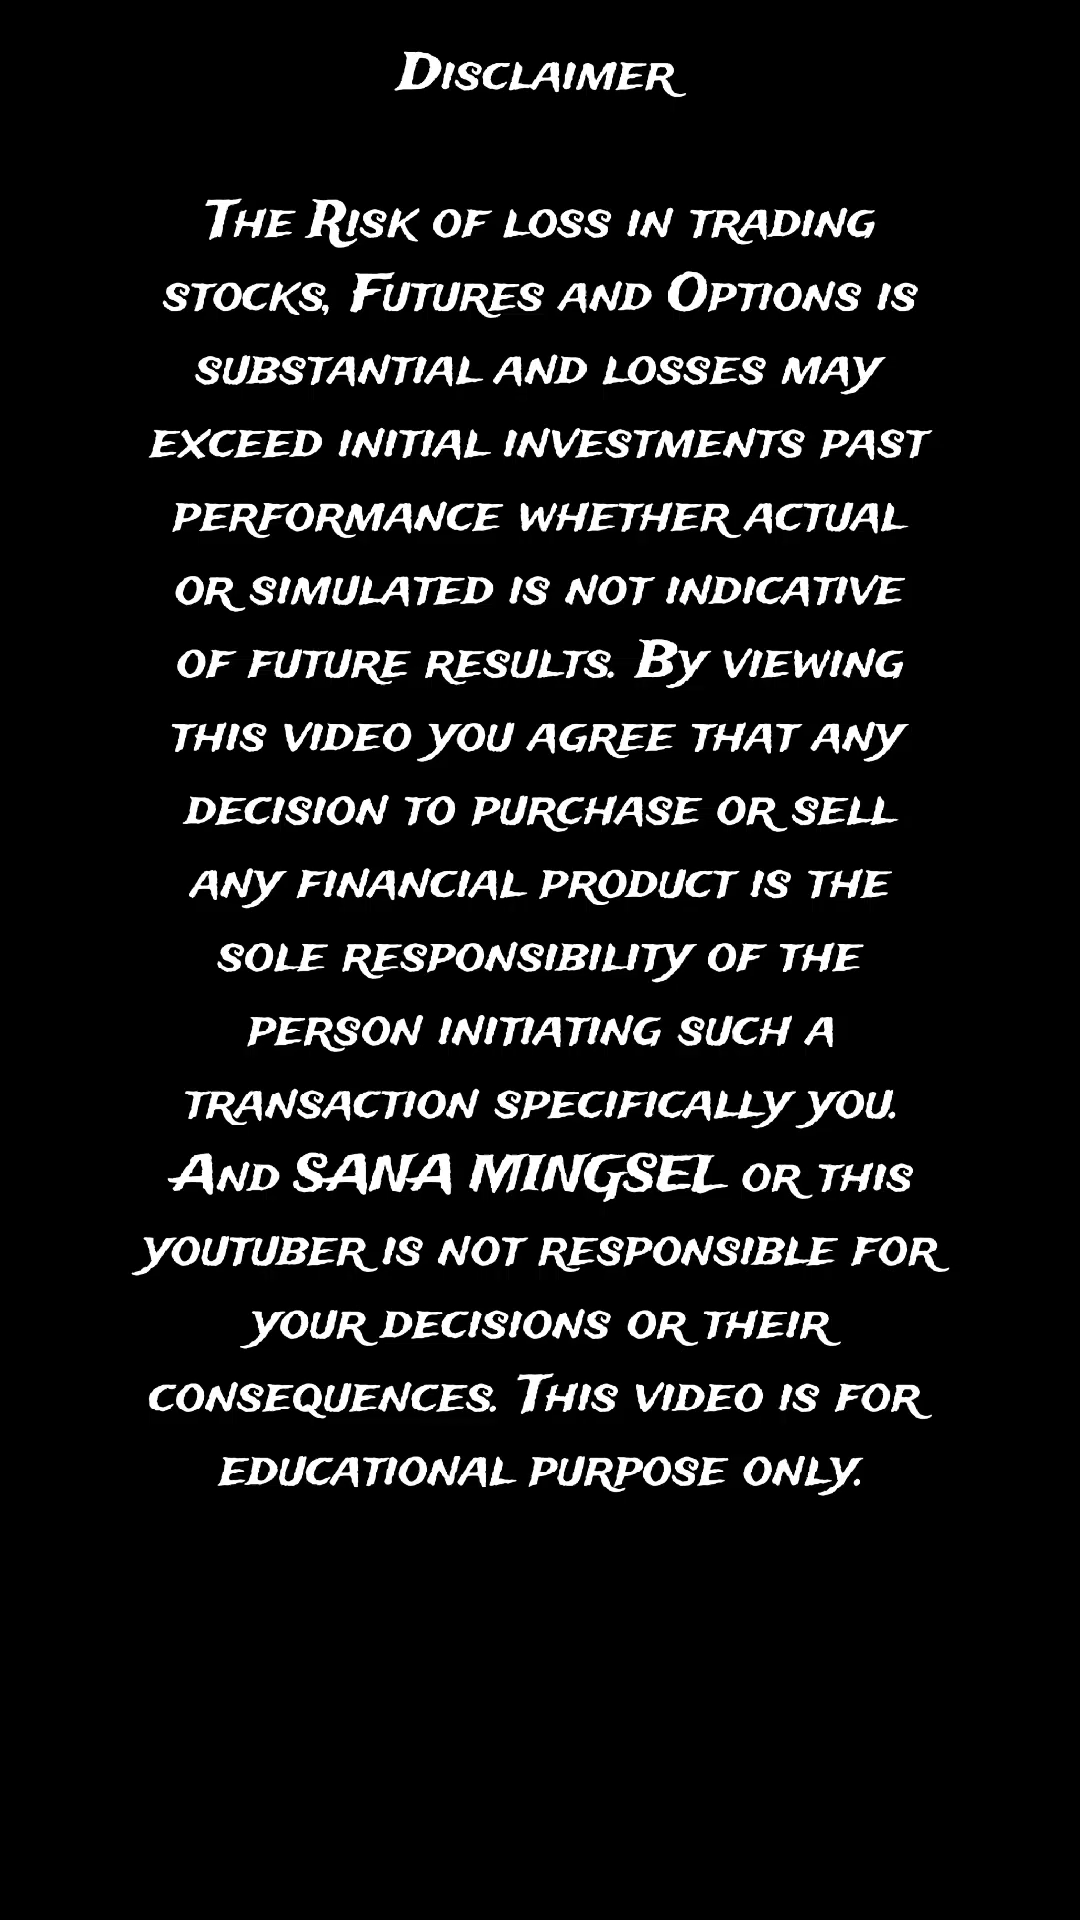 Disclaimer
The Risk of loss in trading
stocks, Futures and Options is
substantial and losses may
exceed initial investments past
performance whether actual
or simulated is not indicative
of future results. By viewing
this video you agree that any
decision to purchase or sell
any financial product is the
sole responsibility of the
person initiating such a
transaction specifically you.
And SANA MINGSEL or this
youtuber is not responsible for
your decisions or their
consequences. This video is for
educational purpose only.